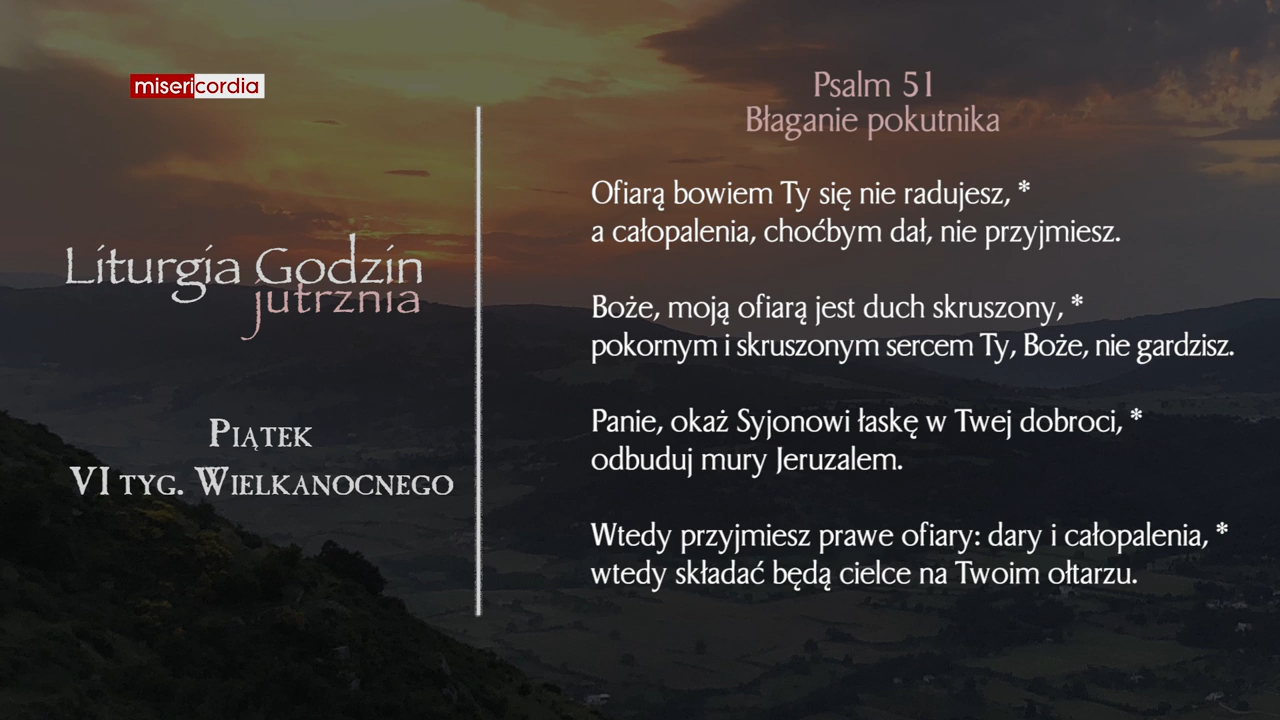 misericordia
Liturgia Godzin
jutrznia
Piątek
VI tyg. Wielkanocnego
Psalm 51
Błaganie pokutnika
Ofiarą bowiem Ty się nie radujesz, *
a całopalenia, choćbym dał, nie przyjmiesz.
Boże, moją ofiarą jest duch skruszony, *
pokornym i skruszonym sercem Ty, Boże, nie gardzisz.
Panie, okaż Syjonowi łaskę w Twej dobroci, *
odbuduj mury Jeruzalem.
Wtedy przyjmiesz prawe ofiary: dary i całopalenia, *
wtedy składać będą cielce na Twoim ołtarzu.